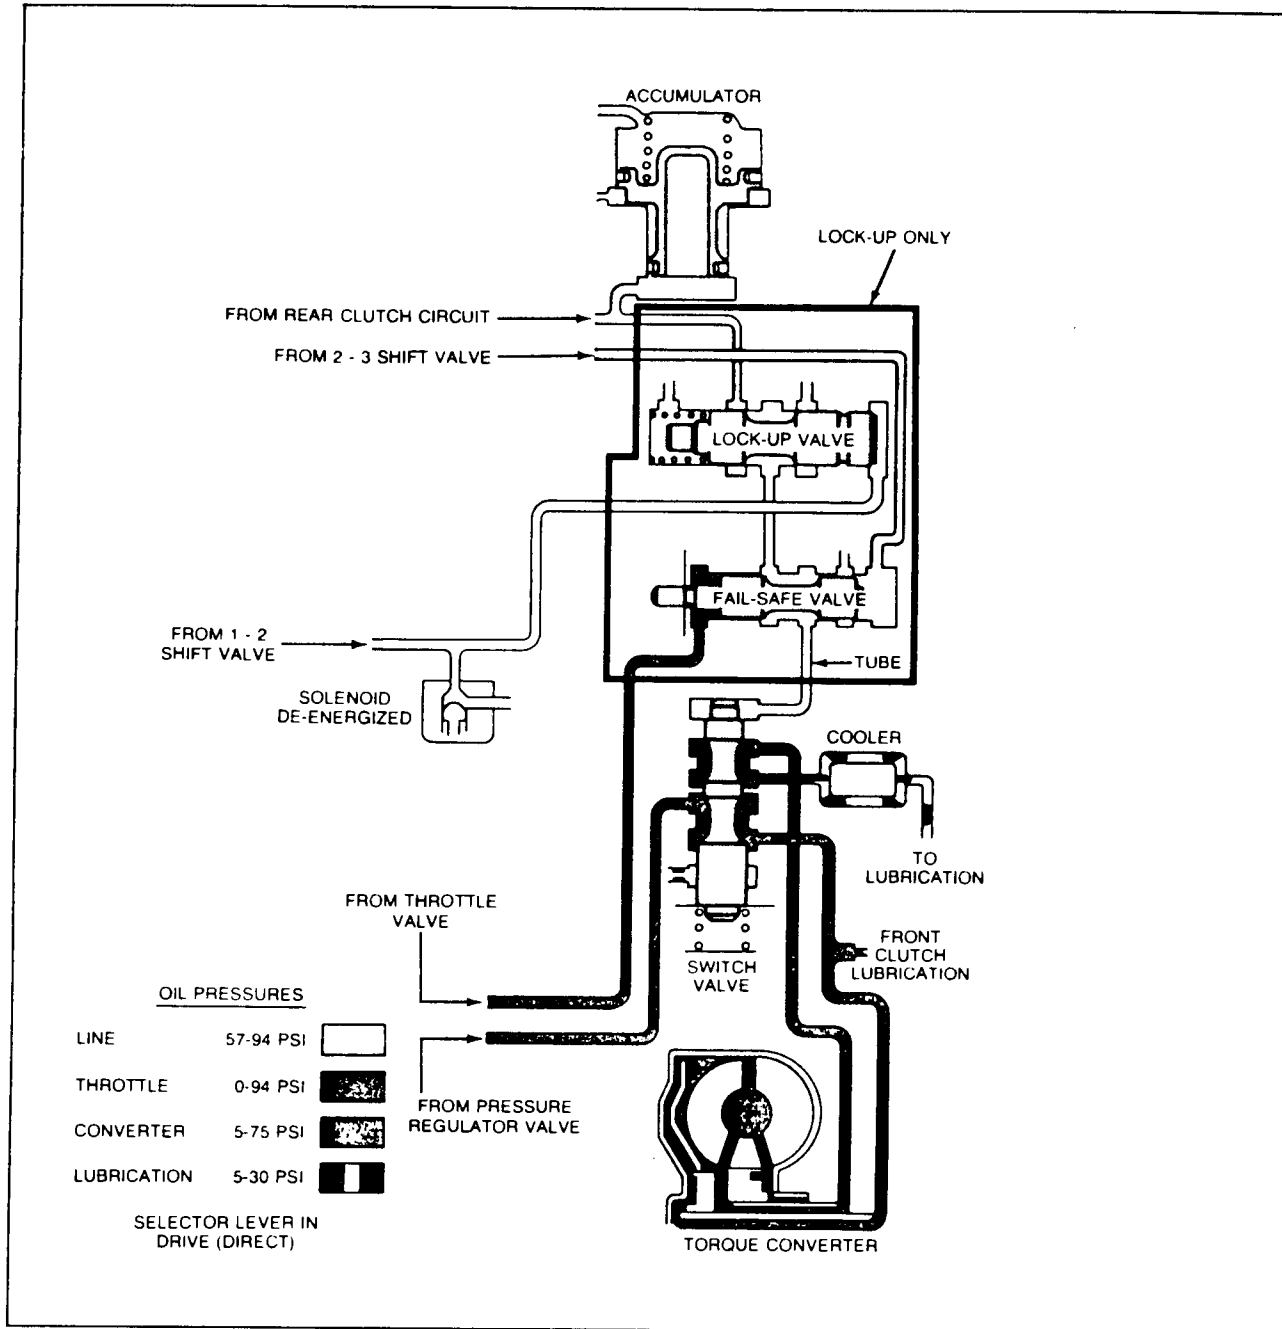 ACCUMULATOR
LOCK-UP ONLY
FROM REAR CLUTCH CIRCUIT
FROM 2 - 3 SHIFT VALVE
LOCK-UP VALVE
FAIL-SAFE VALVE
FROM 1 - 2
SHIFT VALVE
TUBE
SOLENOID
DE-ENERGIZED
COOLER
TO
LUBRICATION
FROM THROTTLE
VALVE
FRONT
CLUTCH
LUBRICATION
SWITCH
VALVE
OIL PRESSURES
LINE 57-94 PSI
THROTTLE 0-94 PSI
CONVERTER 5-75 PSI
LUBRICATION 5-30 PSI
FROM PRESSURE
REGULATOR VALVE
SELECTOR LEVER IN
DRIVE (DIRECT)
TORQUE CONVERTER